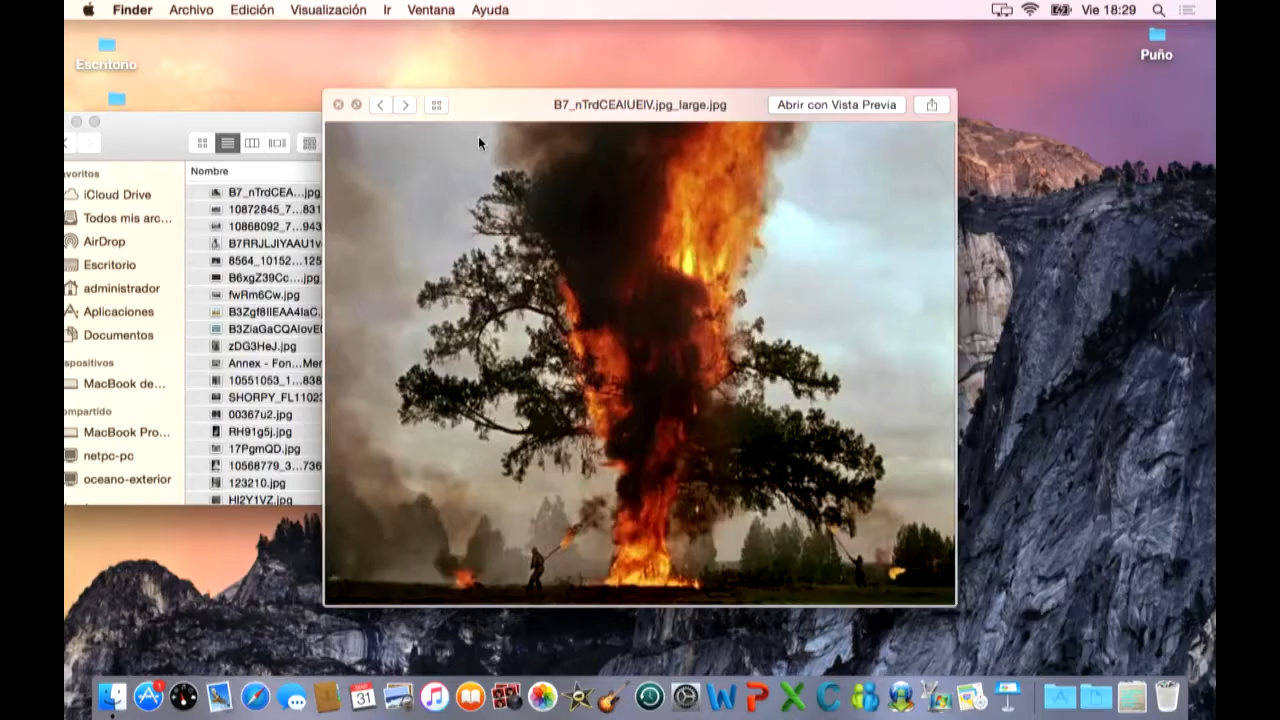 Finder Archivo Edición Visualización Ir Ventana Ayuda Vie 18:29
Escritorio
Puño
B7_nTrdCEAIUEIV.jpg_large.jpg
Abrir con Vista Previa
Nombre
avoritos
iCloud Drive
Todos mis arc...
AirDrop
Escritorio
administrador
Aplicaciones
Documentos
spositivos
MacBook de...
ompartido
MacBook Pro...
netpc-pc
oceano-exterior
B7_nTrdCEA...jpg
10872845_7...831
10868092_7...943
B7RRJLJIYAAU1v
8564_10152...125
B6xgZ39Cc....jpg
fwRm6Cw.jpg
B3Zgf8IIEAA4IaC.
B3ZiaGaCQAIovE
zDG3HeJ.jpg
Annex - Fon...Mer
10551053_1...838
SHORPY_FL11023
00367u2.jpg
RH91g5j.jpg
17PgmQD.jpg
10568779_3...736
123210.jpg
HI2Y1VZ.jpg
31